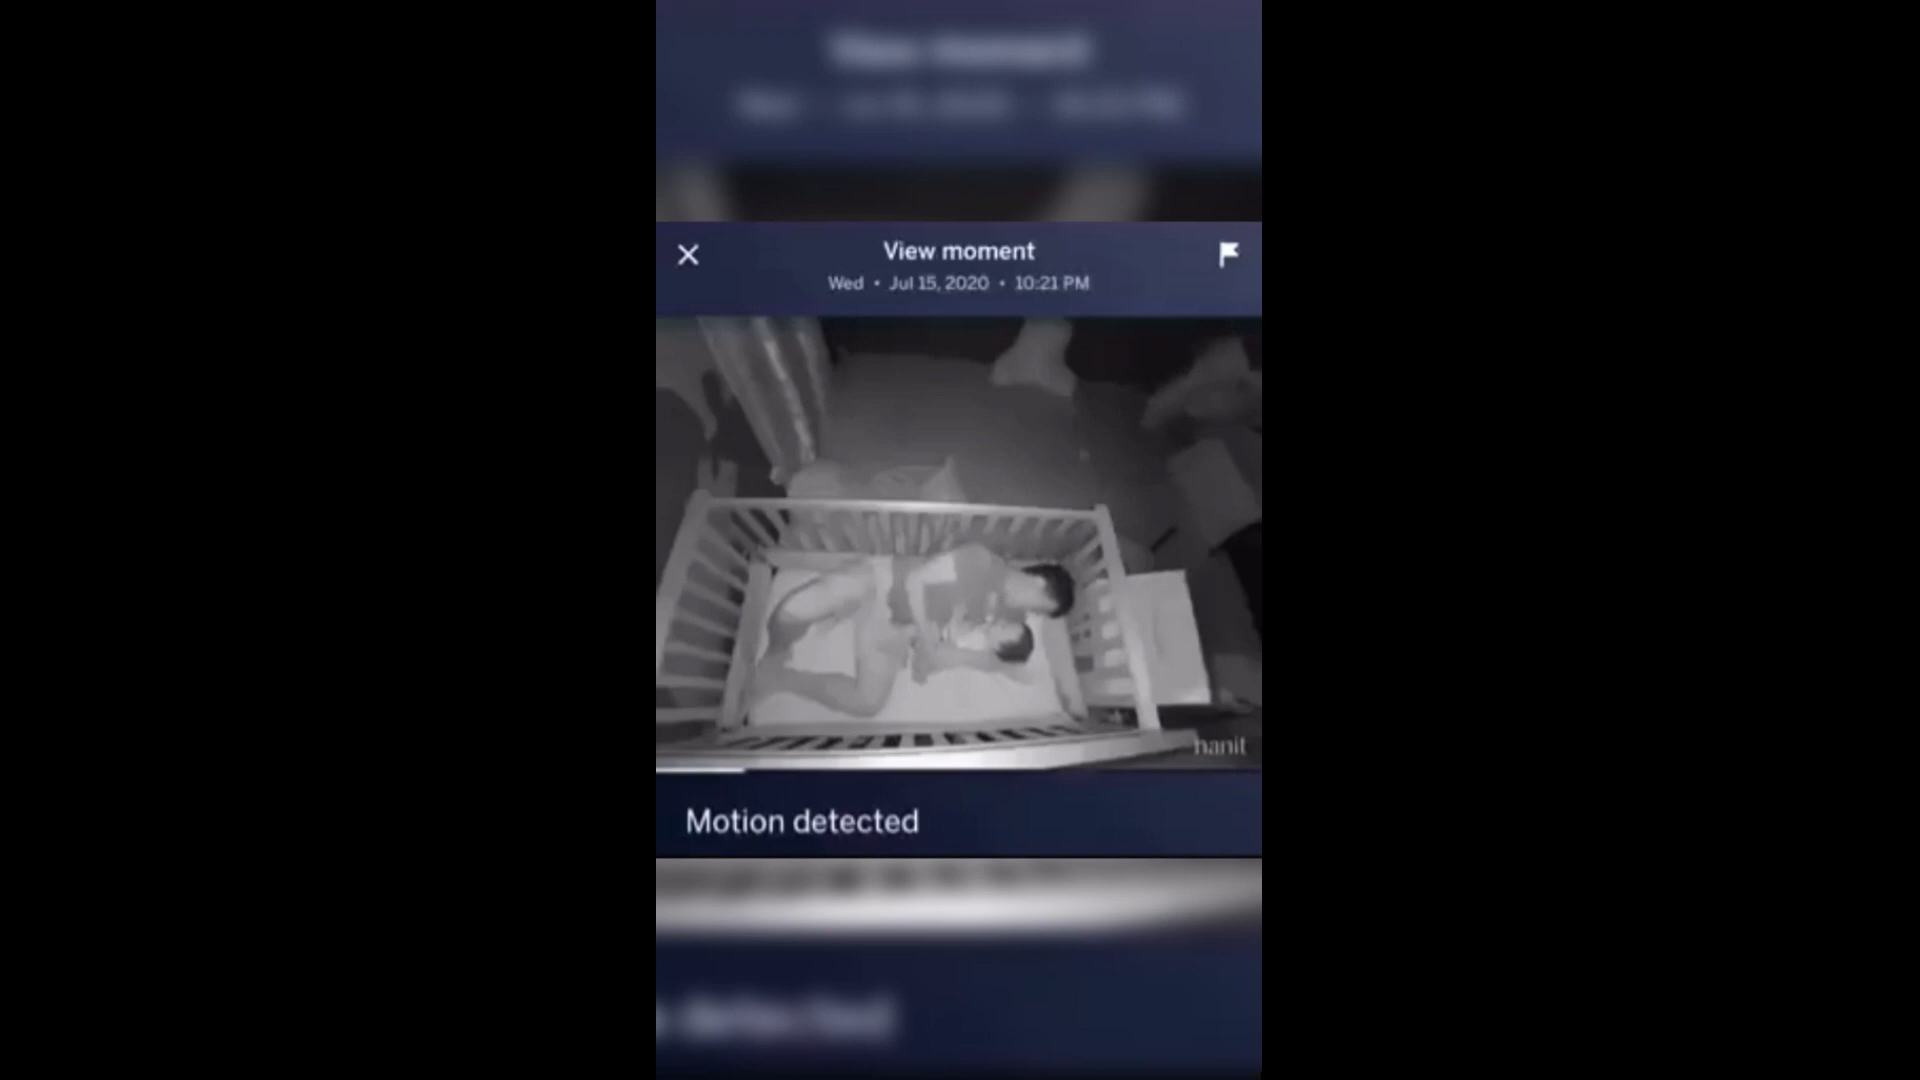 View moment
Wed • Jul 15, 2020 • 10:21 PM
nanit
Motion detected